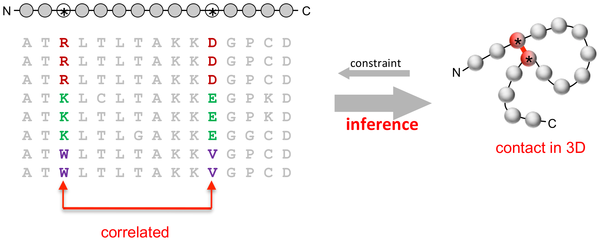 N * * C
A T R L T L T A K K D G P C D
A T R L T L T A K K D G P C D
A T R L T L T A K K D G P C D
A T K L C L T A K K E G P K D
A T K L T L T A K K E G P C D
A T K L T L G A K K E G P C D
A T W L T L T A K K V G G C D
A T W L T L T A K K V G P C D
correlated
constraint
inference
*
*
N
C
contact in 3D